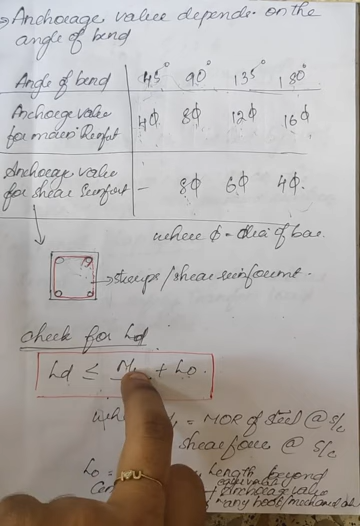 → Anchorage value depends on the
angle of bend
Angle of bend 45° 90° 135° 180°
Anchorage value
for main Reinft 4ϕ 8ϕ 12ϕ 16ϕ
Anchorage value
for shear reinfort - 8ϕ 6ϕ 4ϕ.
where ϕ = dia of bar.
→ stirrups / shear reinforcement.
check for Ld
Ld ≤ M + Lo.
= MOR of steel @ s/c
shear force @ s/c
Lo = Length beyond
Anchorage value
any hook/mechanical